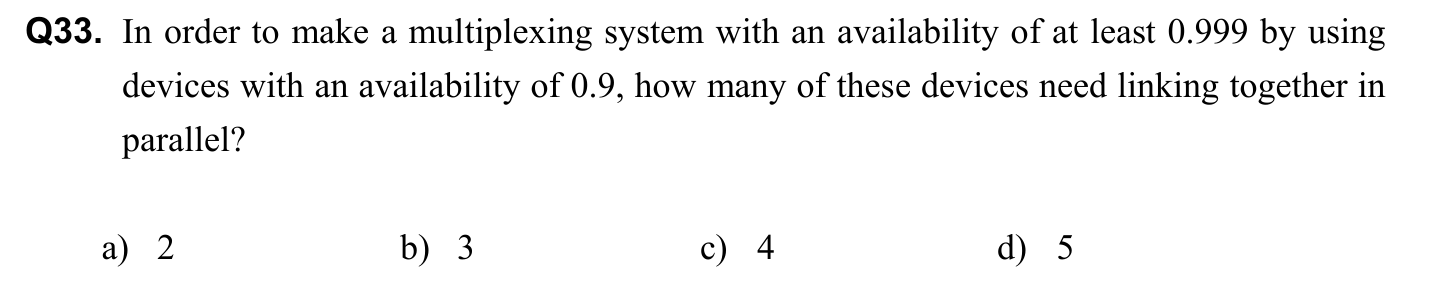 Q33. In order to make a multiplexing system with an availability of at least 0.999 by using
devices with an availability of 0.9, how many of these devices need linking together in
parallel?
a) 2 b) 3 c) 4 d) 5